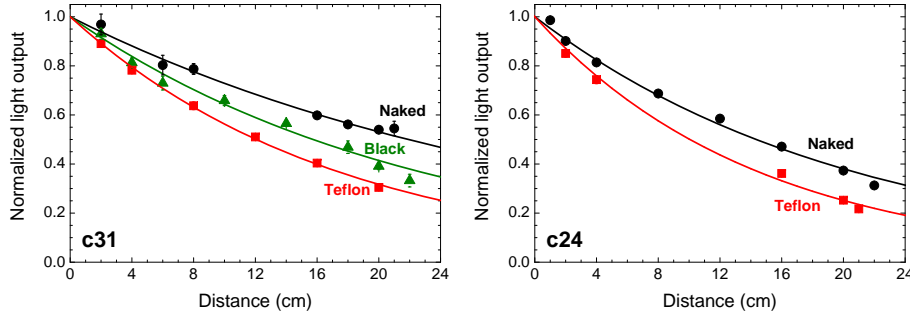 Normalized light output
1.0
0.8
0.6
0.4
0.2
0.0
Naked
Black
Teflon
c31
0 4 8 12 16 20 24
Distance (cm)
Normalized light output
1.0
0.8
0.6
0.4
0.2
0.0
Naked
Teflon
c24
0 4 8 12 16 20 24
Distance (cm)